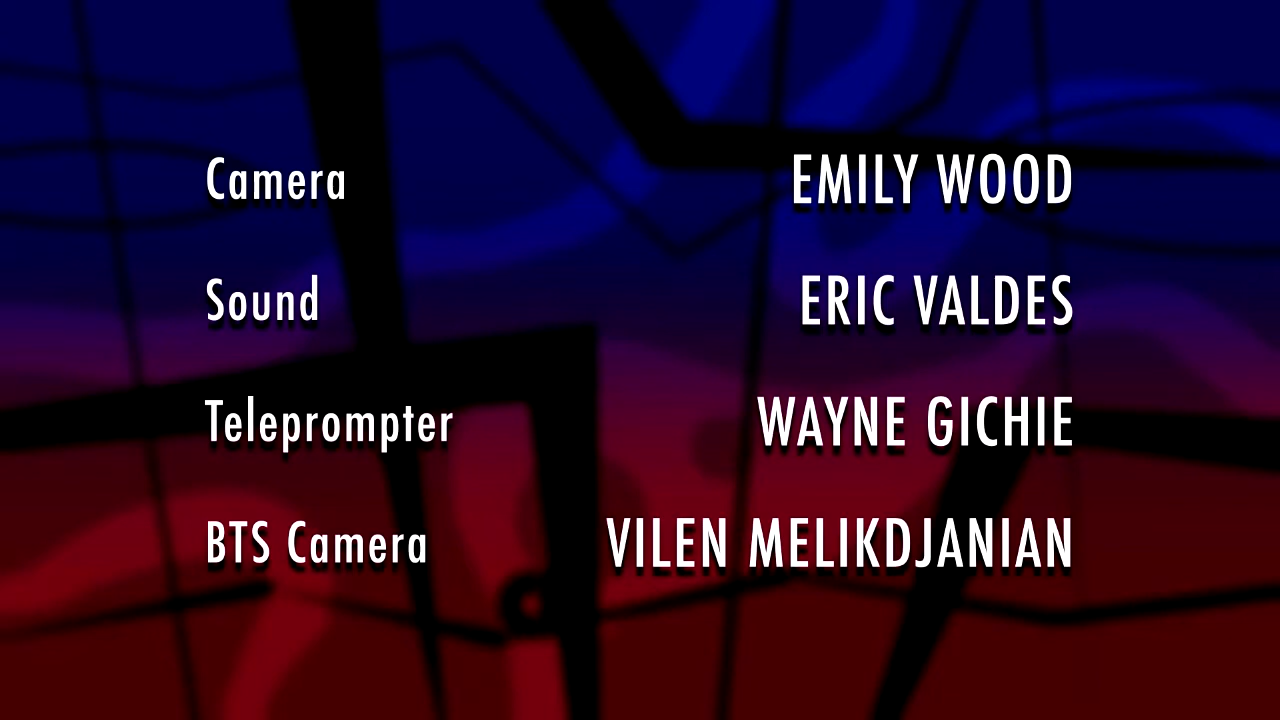 Camera EMILY WOOD
Sound ERIC VALDES
Teleprompter WAYNE GICHIE
BTS Camera VILEN MELIKDJANIAN